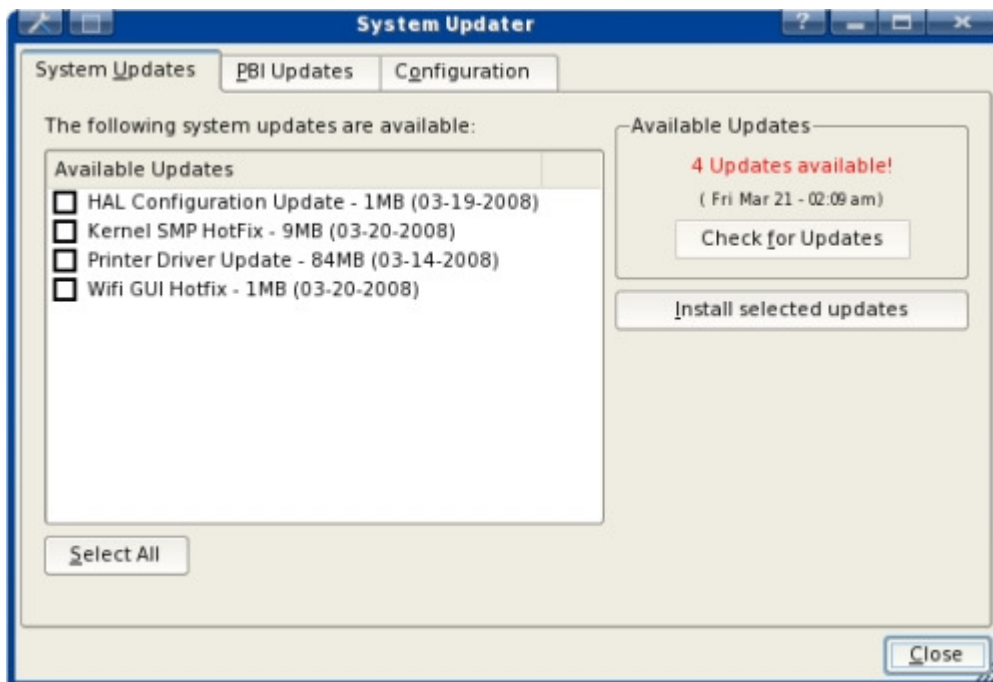 System Updater
System Updates
PBI Updates
Configuration
The following system updates are available:
Available Updates
HAL Configuration Update - 1MB (03-19-2008)
Kernel SMP HotFix - 9MB (03-20-2008)
Printer Driver Update - 84MB (03-14-2008)
Wifi GUI Hotfix - 1MB (03-20-2008)
Select All
Available Updates
4 Updates available!
( Fri Mar 21 - 02:09 am)
Check for Updates
Install selected updates
Close